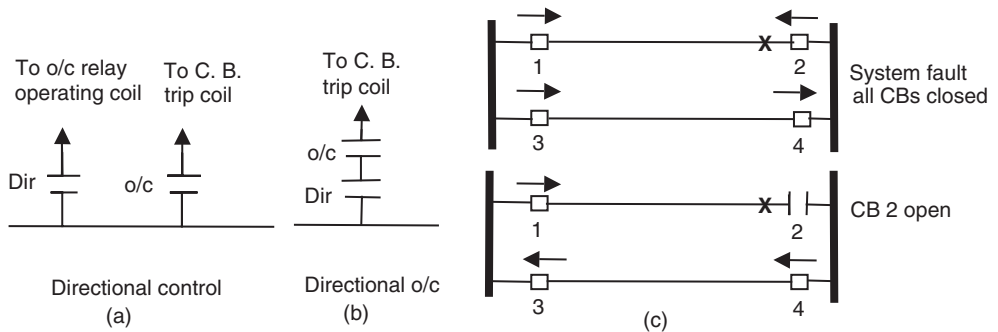 To o/c relay
operating coil
To C. B.
trip coil
Dir
o/c
Directional control
(a)
To C. B.
trip coil
o/c
Dir
Directional o/c
(b)
1
X
2
3
4
System fault
all CBs closed
1
X
2
3
4
CB 2 open
(c)